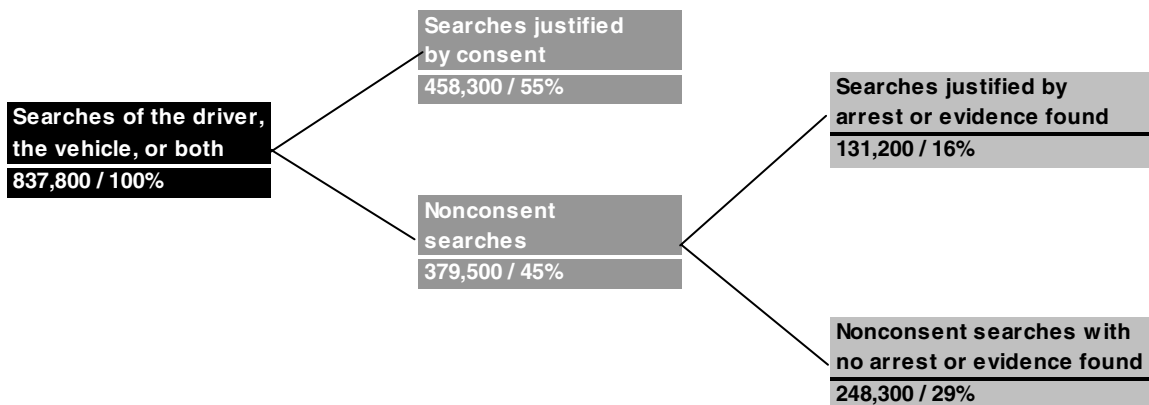 Searches of the driver,
the vehicle, or both
837,800 / 100%
Searches justified
by consent
458,300 / 55%
Nonconsent
searches
379,500 / 45%
Searches justified by
arrest or evidence found
131,200 / 16%
Nonconsent searches with
no arrest or evidence found
248,300 / 29%